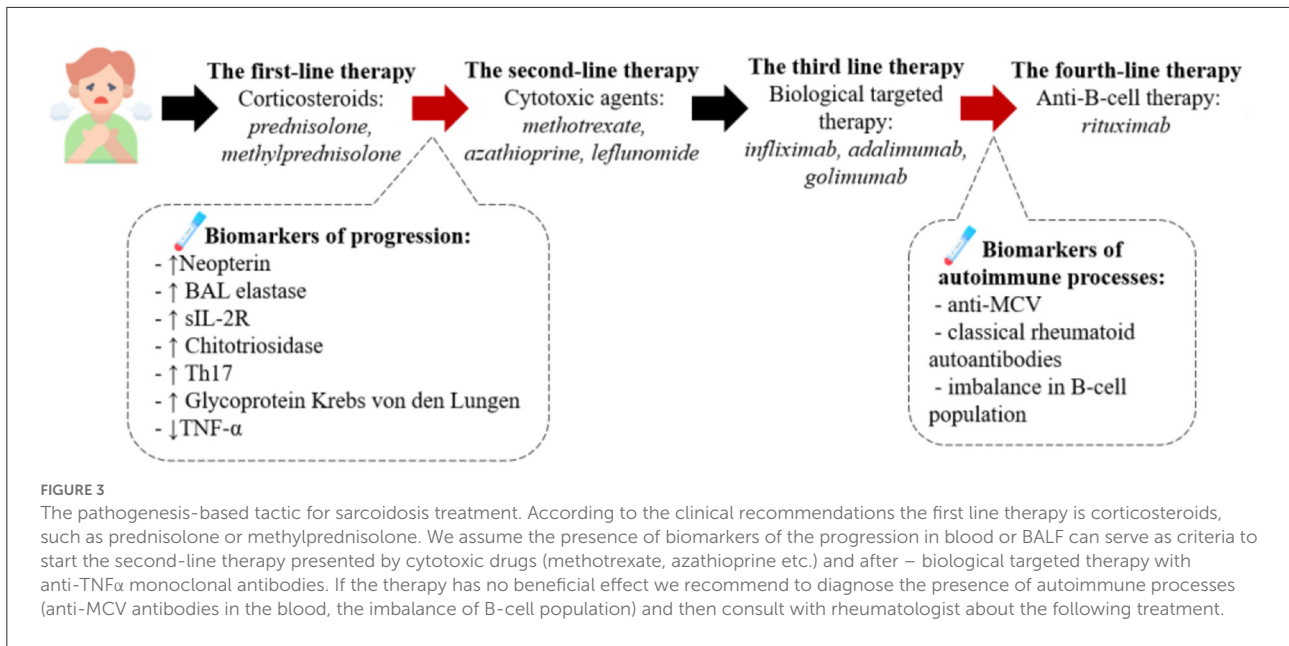 The first-line therapy
Corticosteroids:
prednisolone,
methylprednisolone
The second-line therapy
Cytotoxic agents:
methotrexate,
azathioprine, leflunomide
The third line therapy
Biological targeted
therapy:
infliximab, adalimumab,
golimumab
The fourth-line therapy
Anti-B-cell therapy:
rituximab
Biomarkers of progression:
- ↑Neopterin
- ↑ BAL elastase
- ↑ sIL-2R
- ↑ Chitotriosidase
- ↑ Th17
- ↑ Glycoprotein Krebs von den Lungen
- ↓TNF-α
Biomarkers of
autoimmune processes:
- anti-MCV
- classical rheumatoid
autoantibodies
- imbalance in B-cell
population
FIGURE 3
The pathogenesis-based tactic for sarcoidosis treatment. According to the clinical recommendations the first line therapy is corticosteroids,
such as prednisolone or methylprednisolone. We assume the presence of biomarkers of the progression in blood or BALF can serve as criteria to
start the second-line therapy presented by cytotoxic drugs (methotrexate, azathioprine etc.) and after – biological targeted therapy with
anti-TNFα monoclonal antibodies. If the therapy has no beneficial effect we recommend to diagnose the presence of autoimmune processes
(anti-MCV antibodies in the blood, the imbalance of B-cell population) and then consult with rheumatologist about the following treatment.